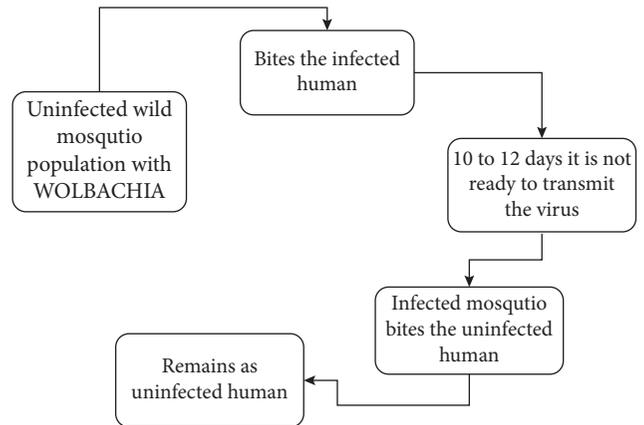 Bites the infected
human
Uninfected wild
mosqutio
population with
WOLBACHIA
10 to 12 days it is not
ready to transmit
the virus
Infected mosqutio
bites the uninfected
human
Remains as
uninfected human